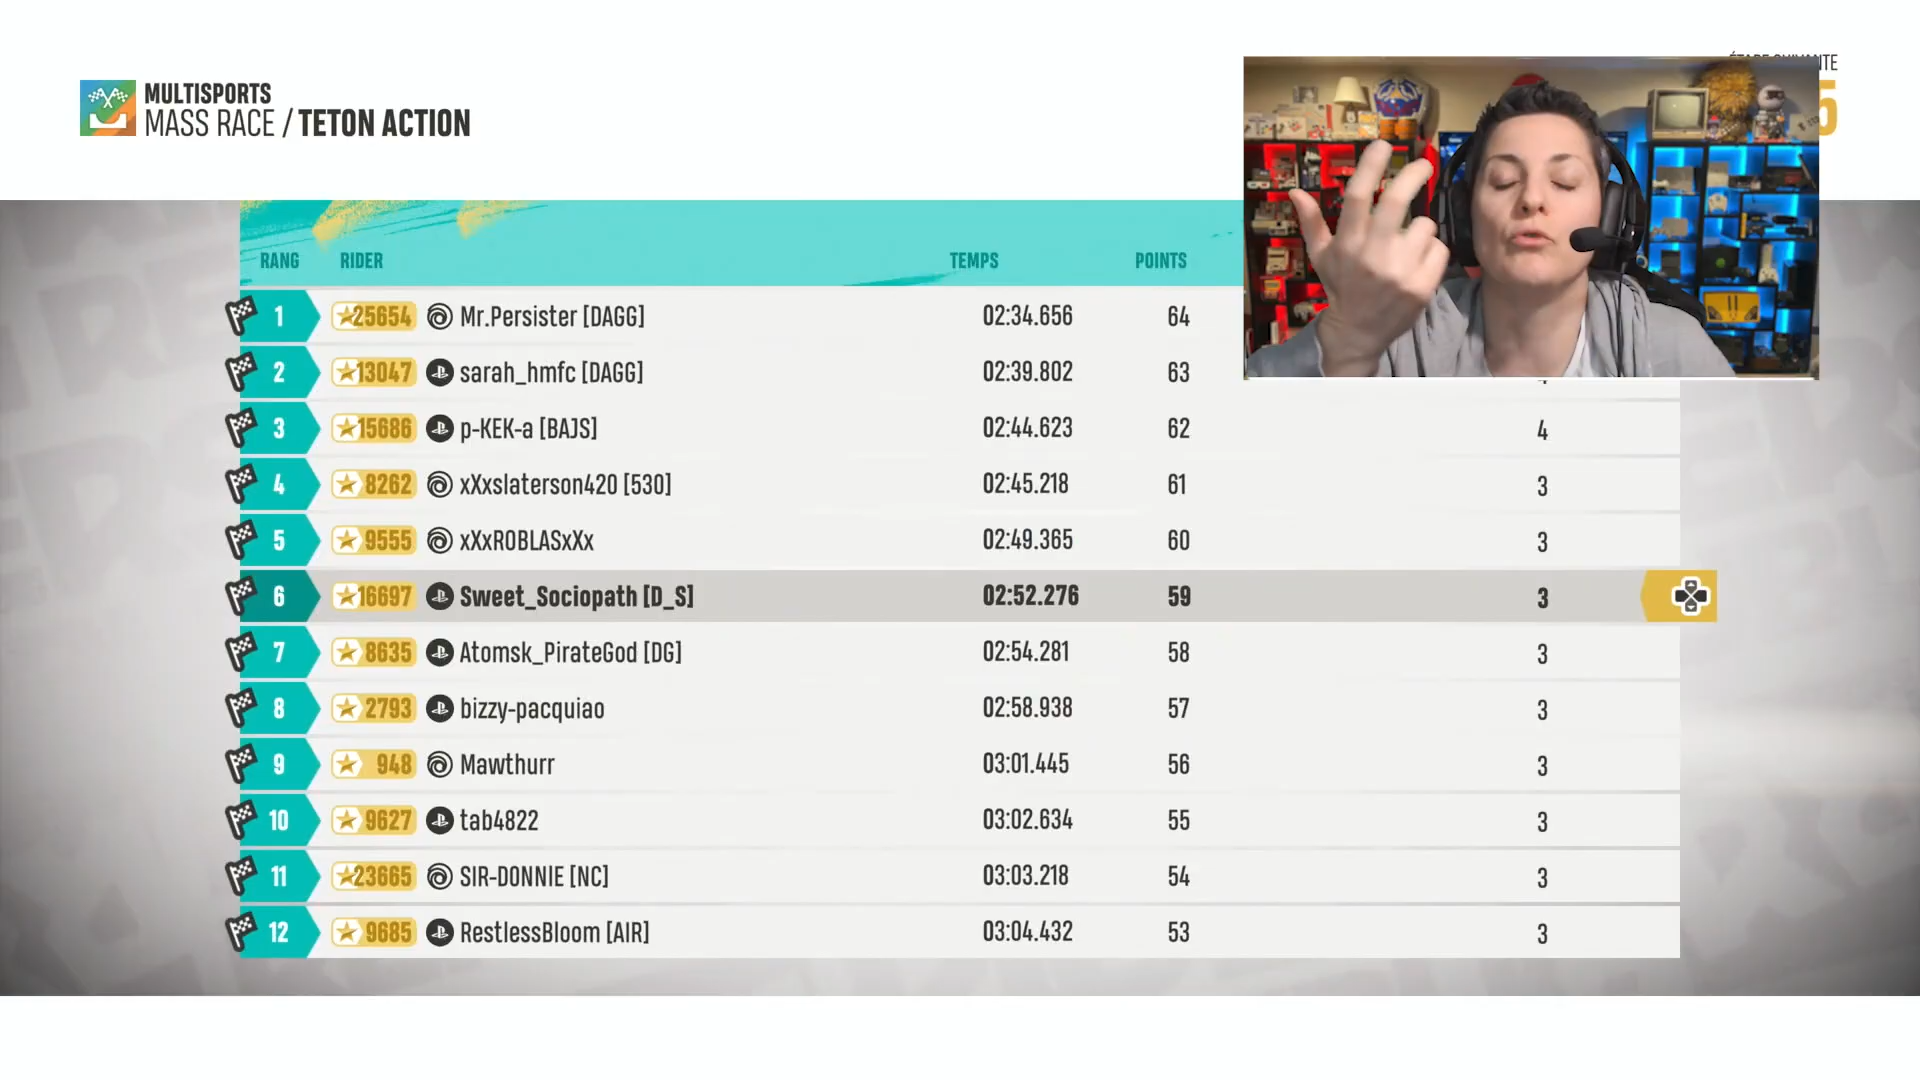 MULTISPORTS
MASS RACE / TETON ACTION
5
RANG RIDER TEMPS POINTS
1 25654 Mr.Persister [DAGG] 02:34.656 64
2 13047 sarah_hmfc [DAGG] 02:39.802 63
3 15686 p-KEK-a [BAJS] 02:44.623 62 4
4 8262 xXxslaterson420 [530] 02:45.218 61 3
5 9555 xXxROBLASxXx 02:49.365 60 3
6 16697 Sweet_Sociopath [D_S] 02:52.276 59 3
7 8635 Atomsk_PirateGod [DG] 02:54.281 58 3
8 2793 bizzy-pacquiao 02:58.938 57 3
9 948 Mawthurr 03:01.445 56 3
10 9627 tab4822 03:02.634 55 3
11 23665 SIR-DONNIE [NC] 03:03.218 54 3
12 9685 RestlessBloom [AIR] 03:04.432 53 3